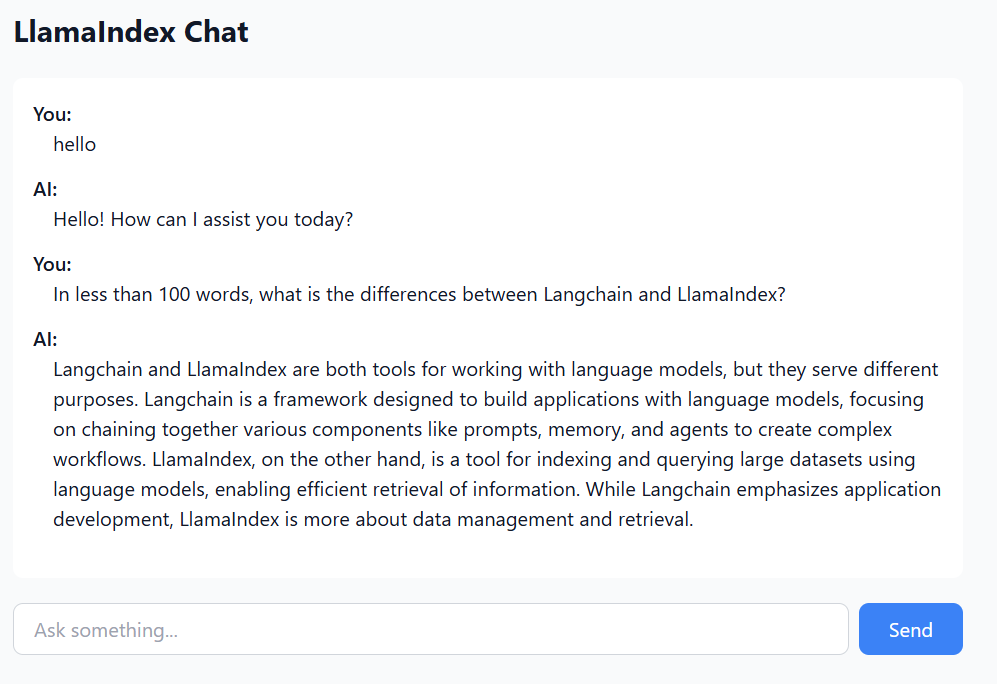 LlamaIndex Chat
You:
hello
AI:
Hello! How can I assist you today?
You:
In less than 100 words, what is the differences between Langchain and LlamaIndex?
AI:
Langchain and LlamaIndex are both tools for working with language models, but they serve different
purposes. Langchain is a framework designed to build applications with language models, focusing
on chaining together various components like prompts, memory, and agents to create complex
workflows. LlamaIndex, on the other hand, is a tool for indexing and querying large datasets using
language models, enabling efficient retrieval of information. While Langchain emphasizes application
development, LlamaIndex is more about data management and retrieval.
Ask something...
Send